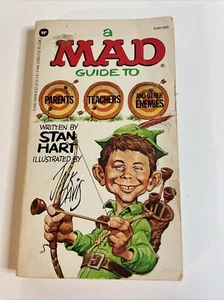 a
MAD
GUIDE TO
PARENTS
TEACHERS
AND OTHER
ENEMIES
WRITTEN BY
STAN
HART
ILLUSTRATED BY